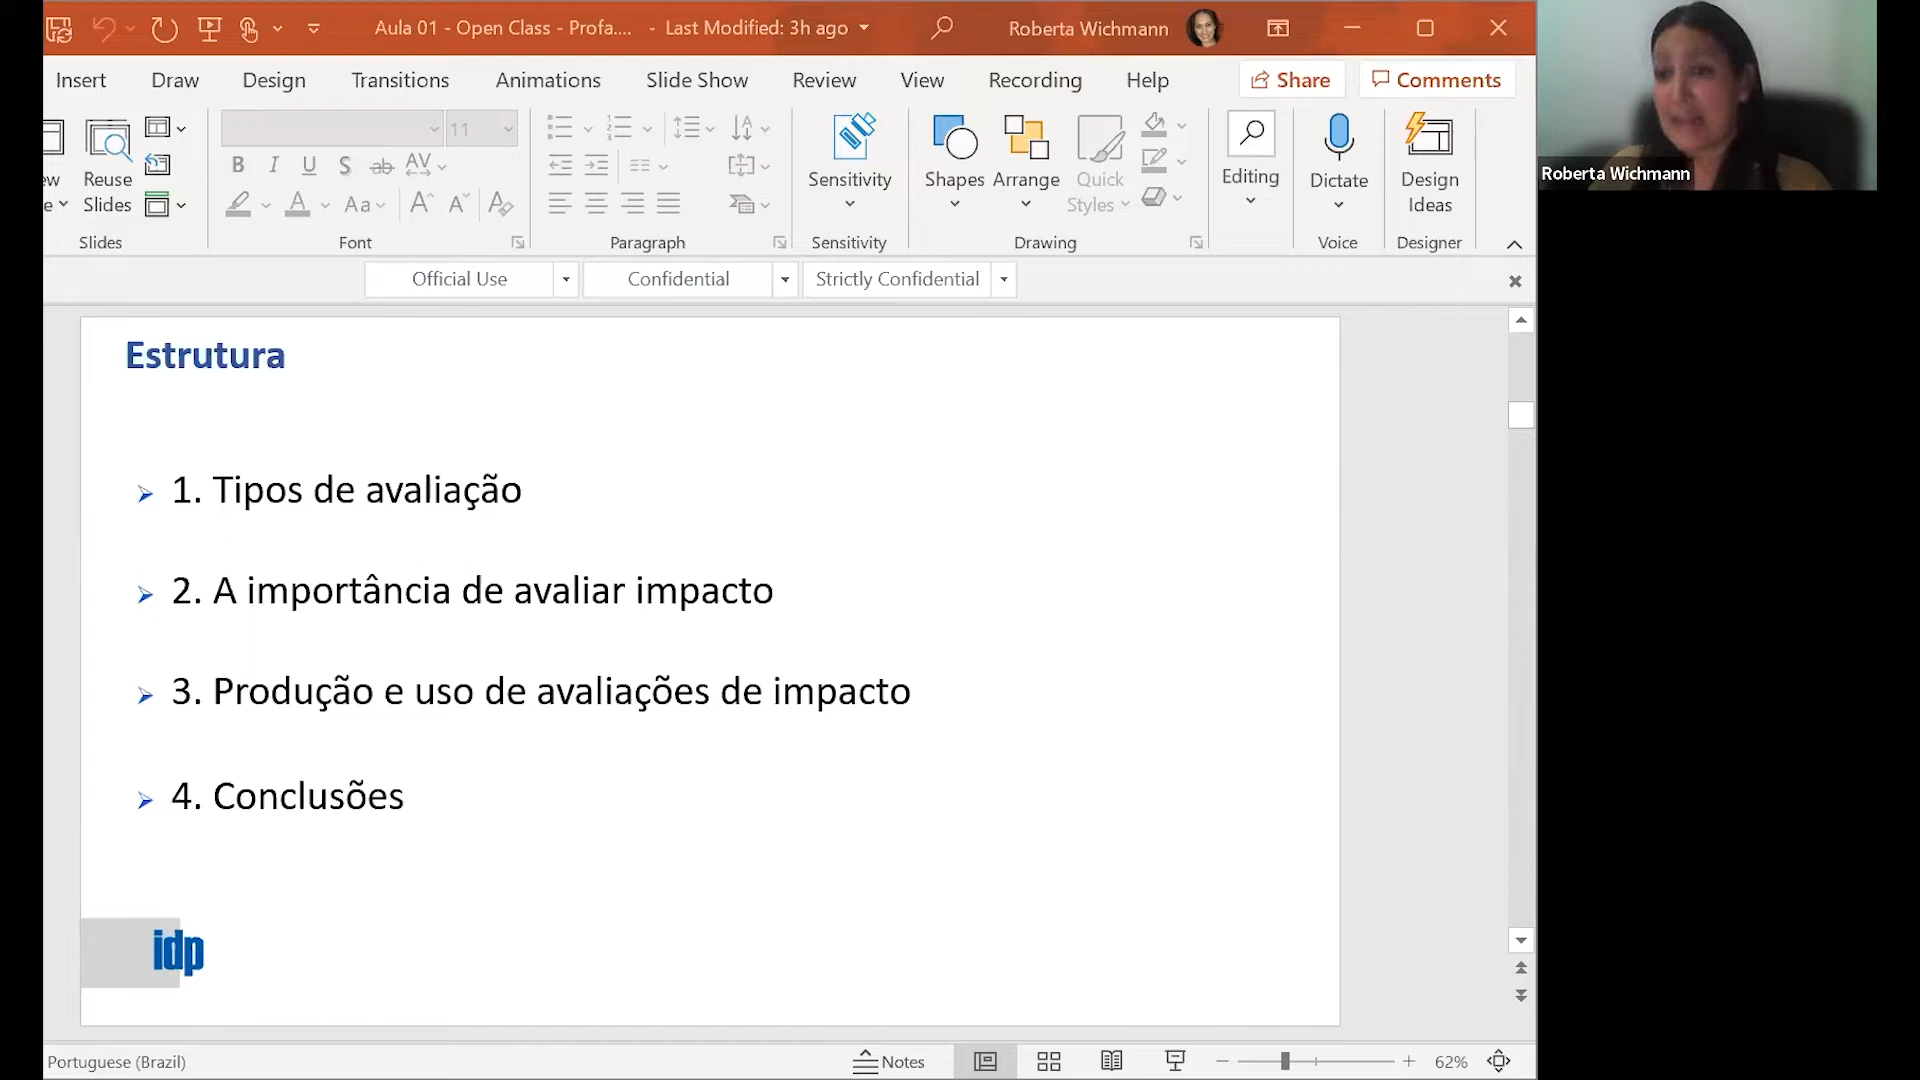 Aula 01 - Open Class - Profa.... - Last Modified: 3h ago
Roberta Wichmann
Insert Draw Design Transitions Animations Slide Show Review View Recording Help Share Comments
Reuse Slides
11
B I U S ab AV
Aa A A
Sensitivity
Shapes
Arrange
Quick Styles
Editing
Dictate
Design Ideas
Slides Font Paragraph Sensitivity Drawing Voice Designer
Official Use Confidential Strictly Confidential
Roberta Wichmann
Estrutura
1. Tipos de avaliação
2. A importância de avaliar impacto
3. Produção e uso de avaliações de impacto
4. Conclusões
idp
Portuguese (Brazil) Notes 62%